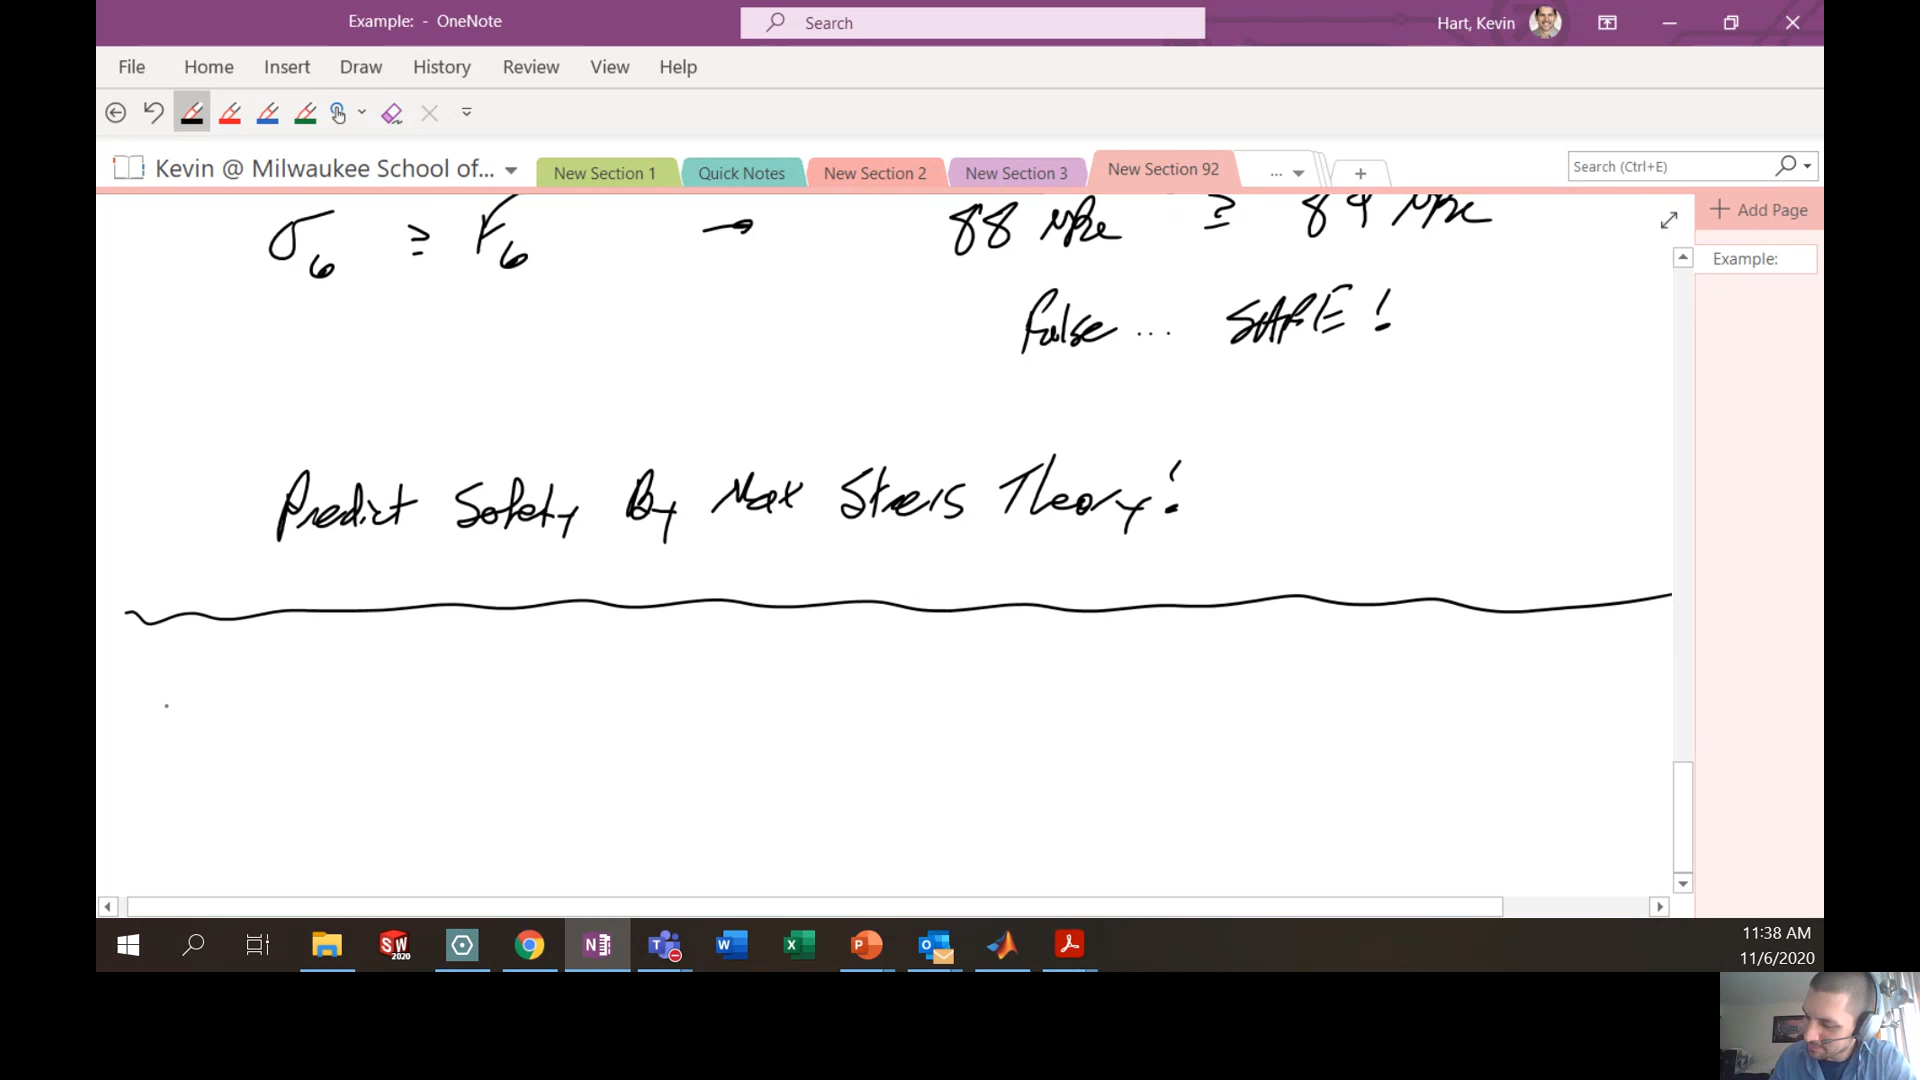 Example: - OneNote
Search
Hart, Kevin
File Home Insert Draw History Review View Help
Kevin @ Milwaukee School of...
New Section 1
Quick Notes
New Section 2
New Section 3
New Section 92
...
Search (Ctrl+E)
Add Page
Example:
σ6 ≥ F6 → 88 MPa ≥ 89 MPa
False ... SAFE !
Predict Safety By Max Stress Theory!
SW
2020
N
T
W
X
P
O
11:38 AM
11/6/2020